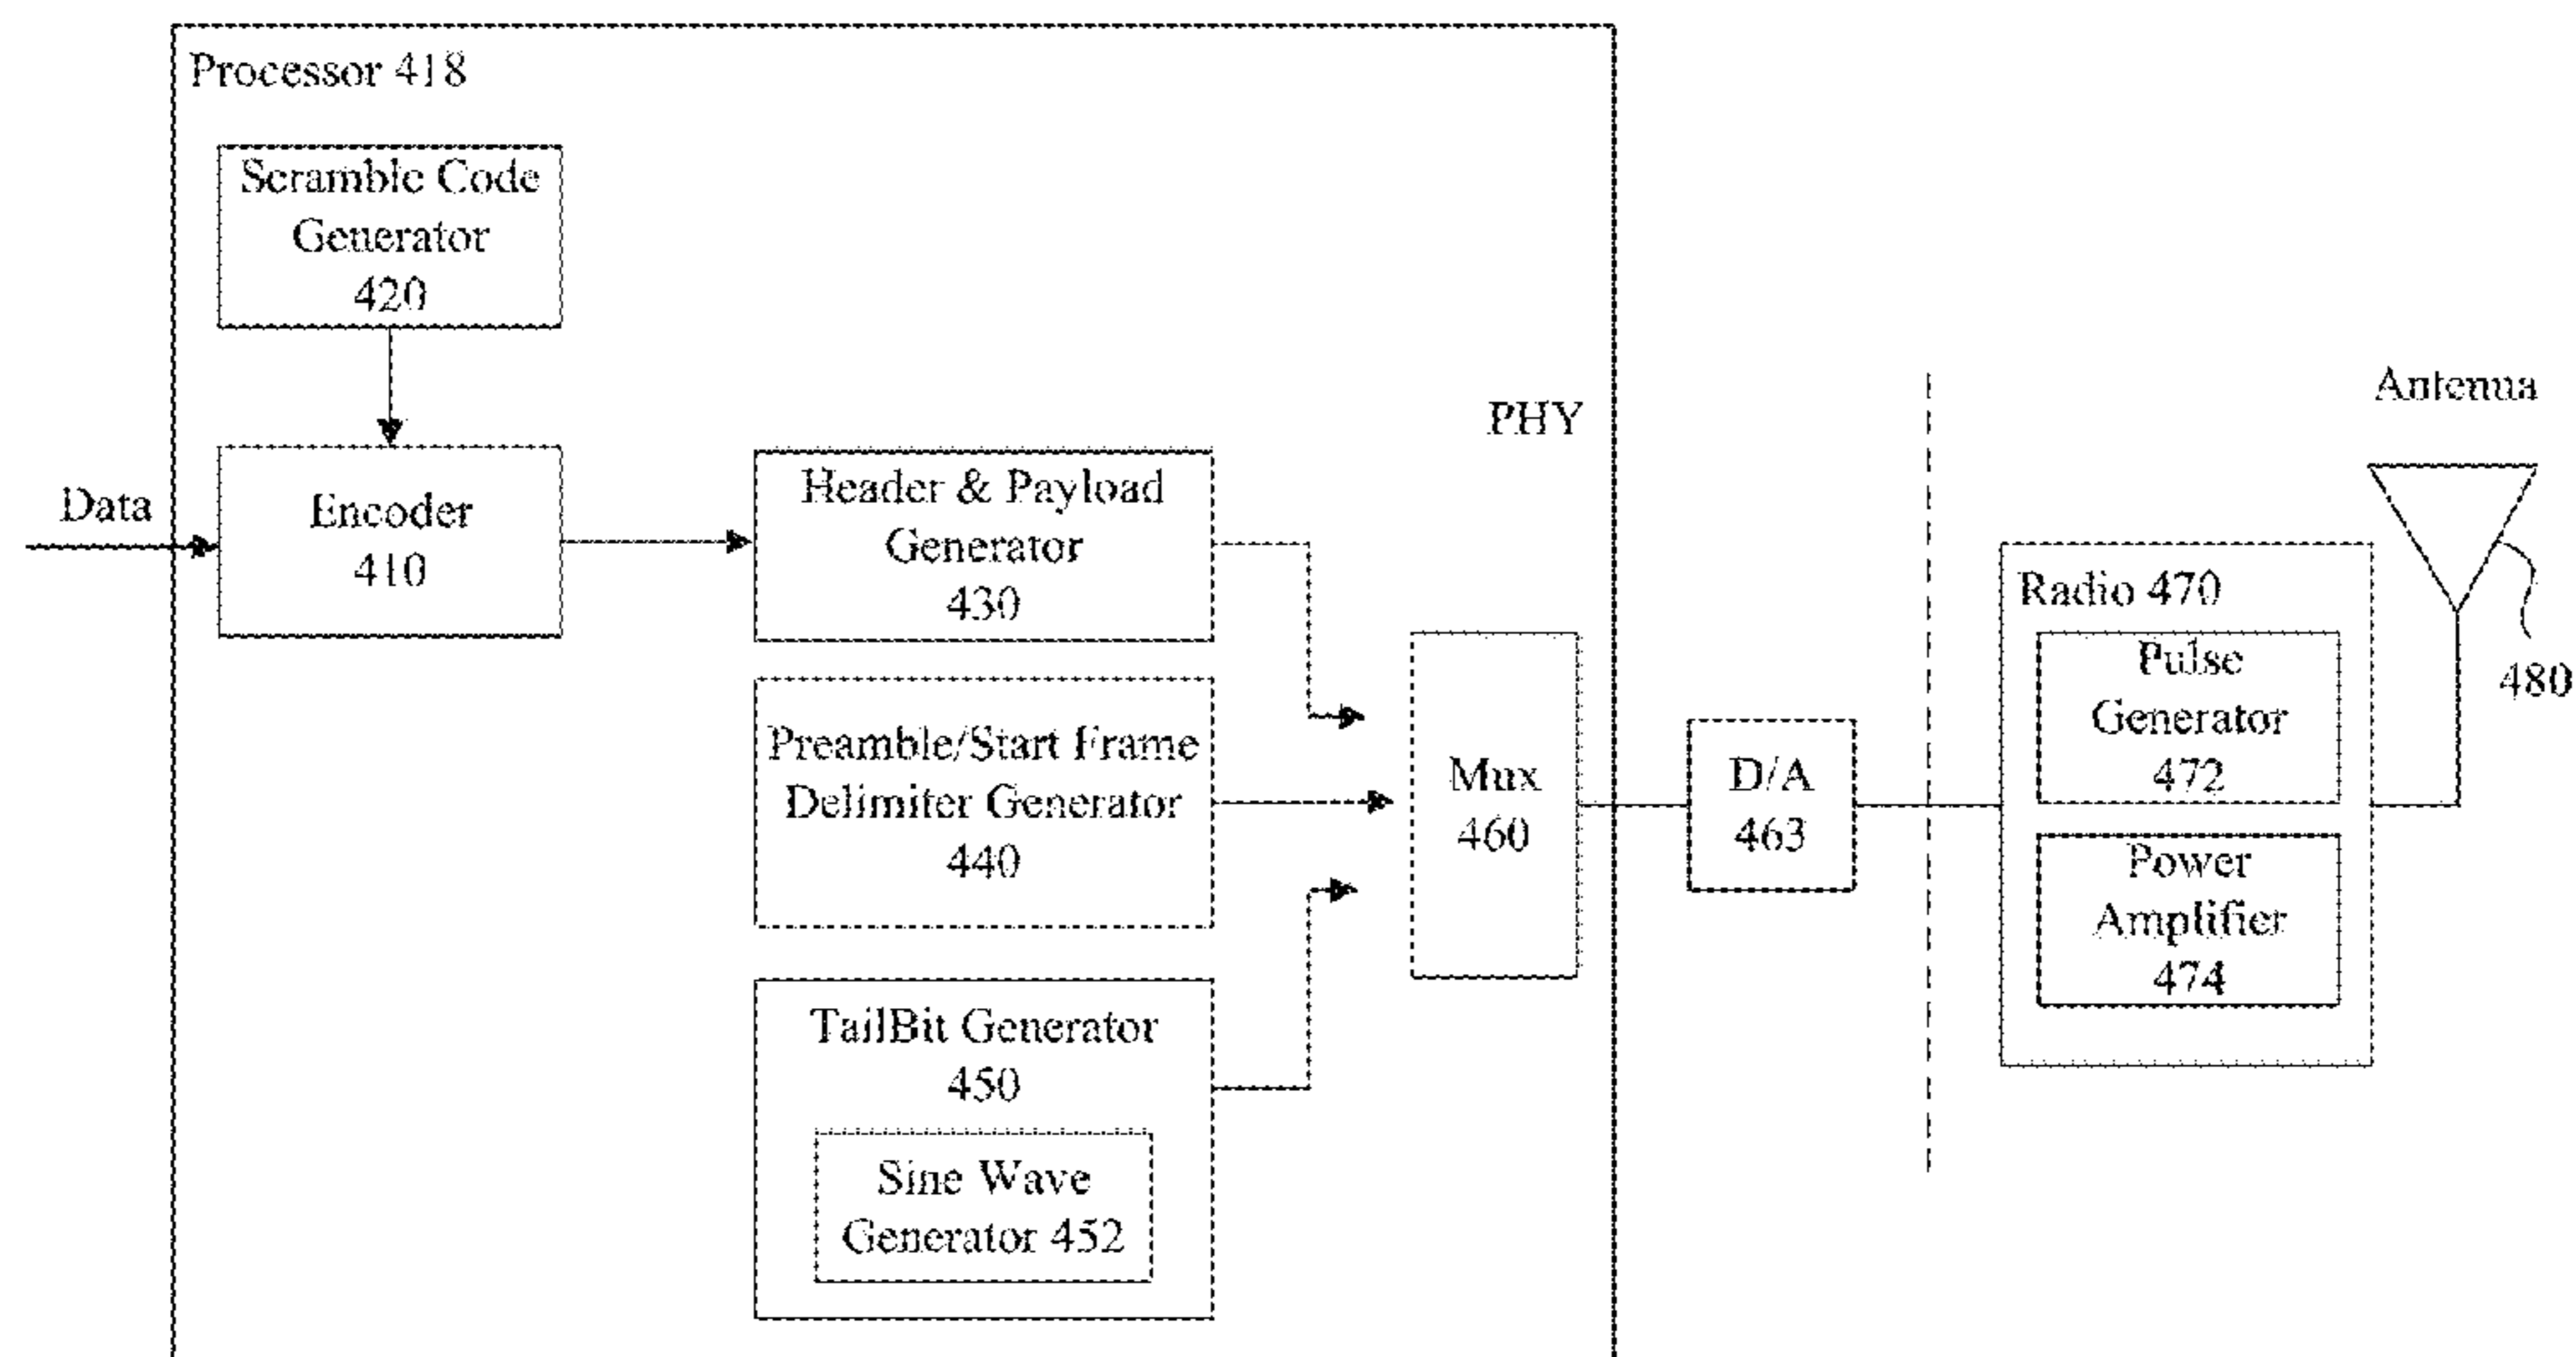 Processor 418
Scramble Code
Generator
420
Data
Encoder
410
Header & Payload
Generator
430
Preamble/Start Frame
Delimiter Generator
440
TailBit Generator
450
Sine Wave
Generator 452
PHY
Mux
460
D/A
463
Radio 470
Pulse
Generator
472
Power
Amplifier
474
Antenna
480